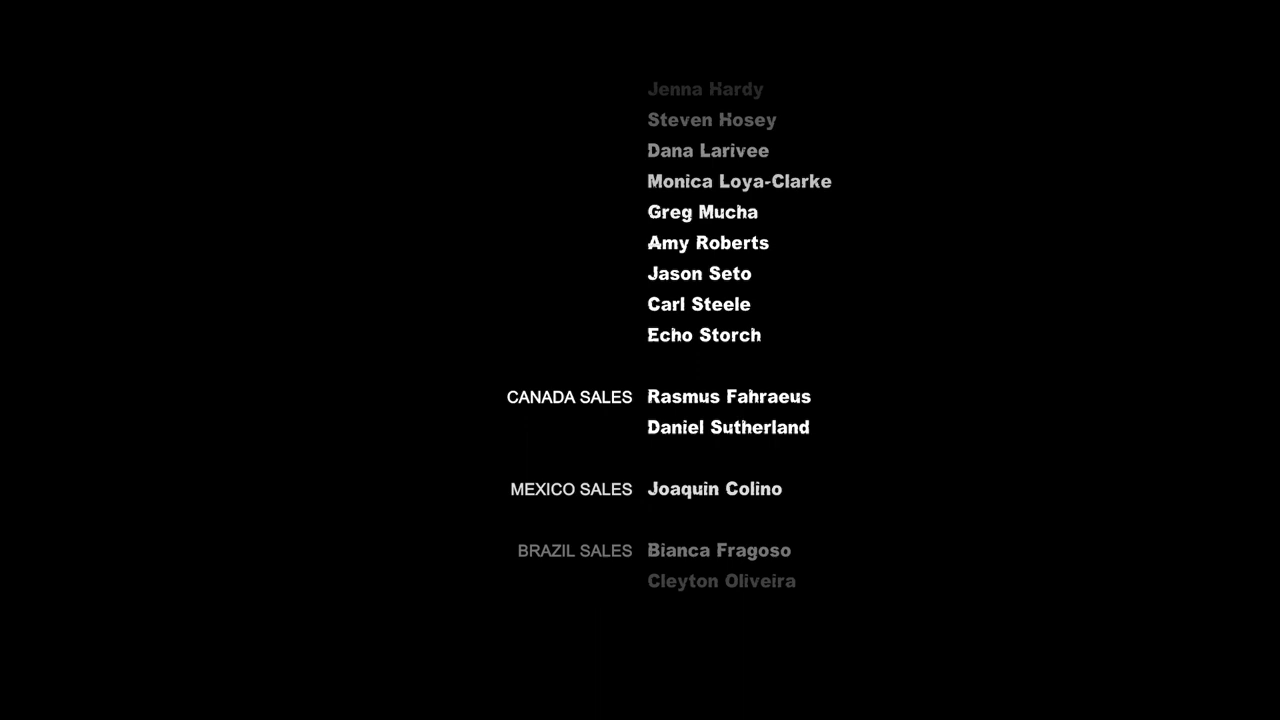 Jenna Hardy
Steven Hosey
Dana Larivee
Monica Loya-Clarke
Greg Mucha
Amy Roberts
Jason Seto
Carl Steele
Echo Storch
CANADA SALES Rasmus Fahraeus
Daniel Sutherland
MEXICO SALES Joaquin Colino
BRAZIL SALES Bianca Fragoso
Cleyton Oliveira